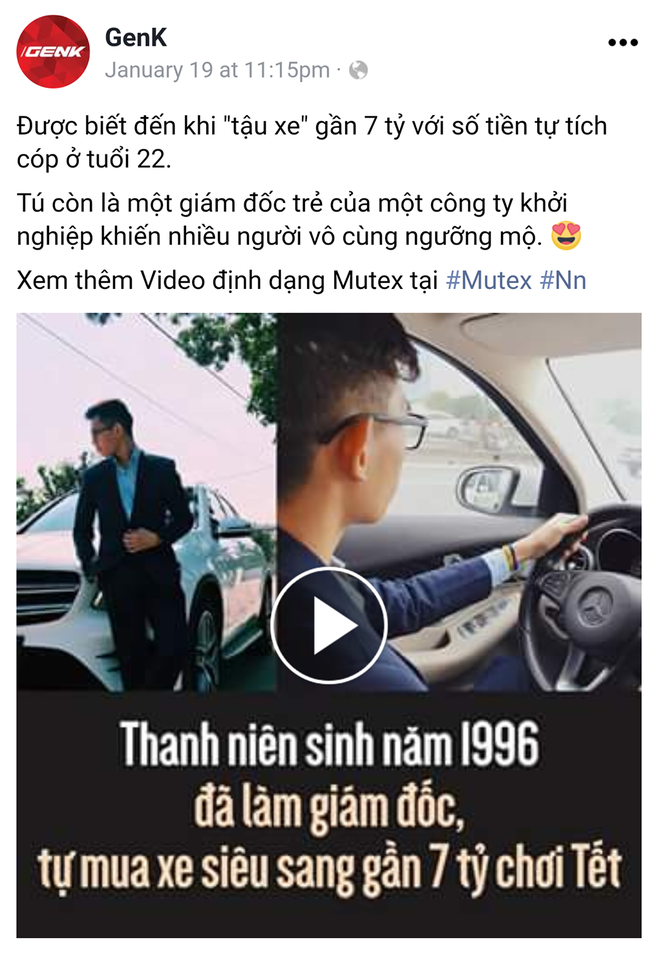 GENK
GenK
January 19 at 11:15pm ·
Được biết đến khi "tậu xe" gần 7 tỷ với số tiền tự tích
cóp ở tuổi 22.
Tú còn là một giám đốc trẻ của một công ty khởi
nghiệp khiến nhiều người vô cùng ngưỡng mộ. 😍
Xem thêm Video định dạng Mutex tại #Mutex #Nn
Thanh niên sinh năm 1996
đã làm giám đốc,
tự mua xe siêu sang gần 7 tỷ chơi Tết